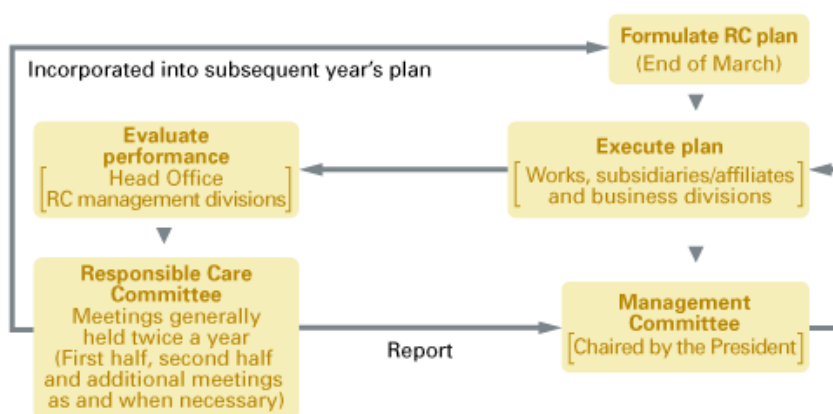 Formulate RC plan
(End of March)
Incorporated into subsequent year's plan
Evaluate
performance
[Head Office
RC management divisions]
Execute plan
[Works, subsidiaries/affiliates
and business divisions]
Responsible Care
Committee
Meetings generally
held twice a year
(First half, second half
and additional meetings
as and when necessary)
Report
Management
Committee
[Chaired by the President]